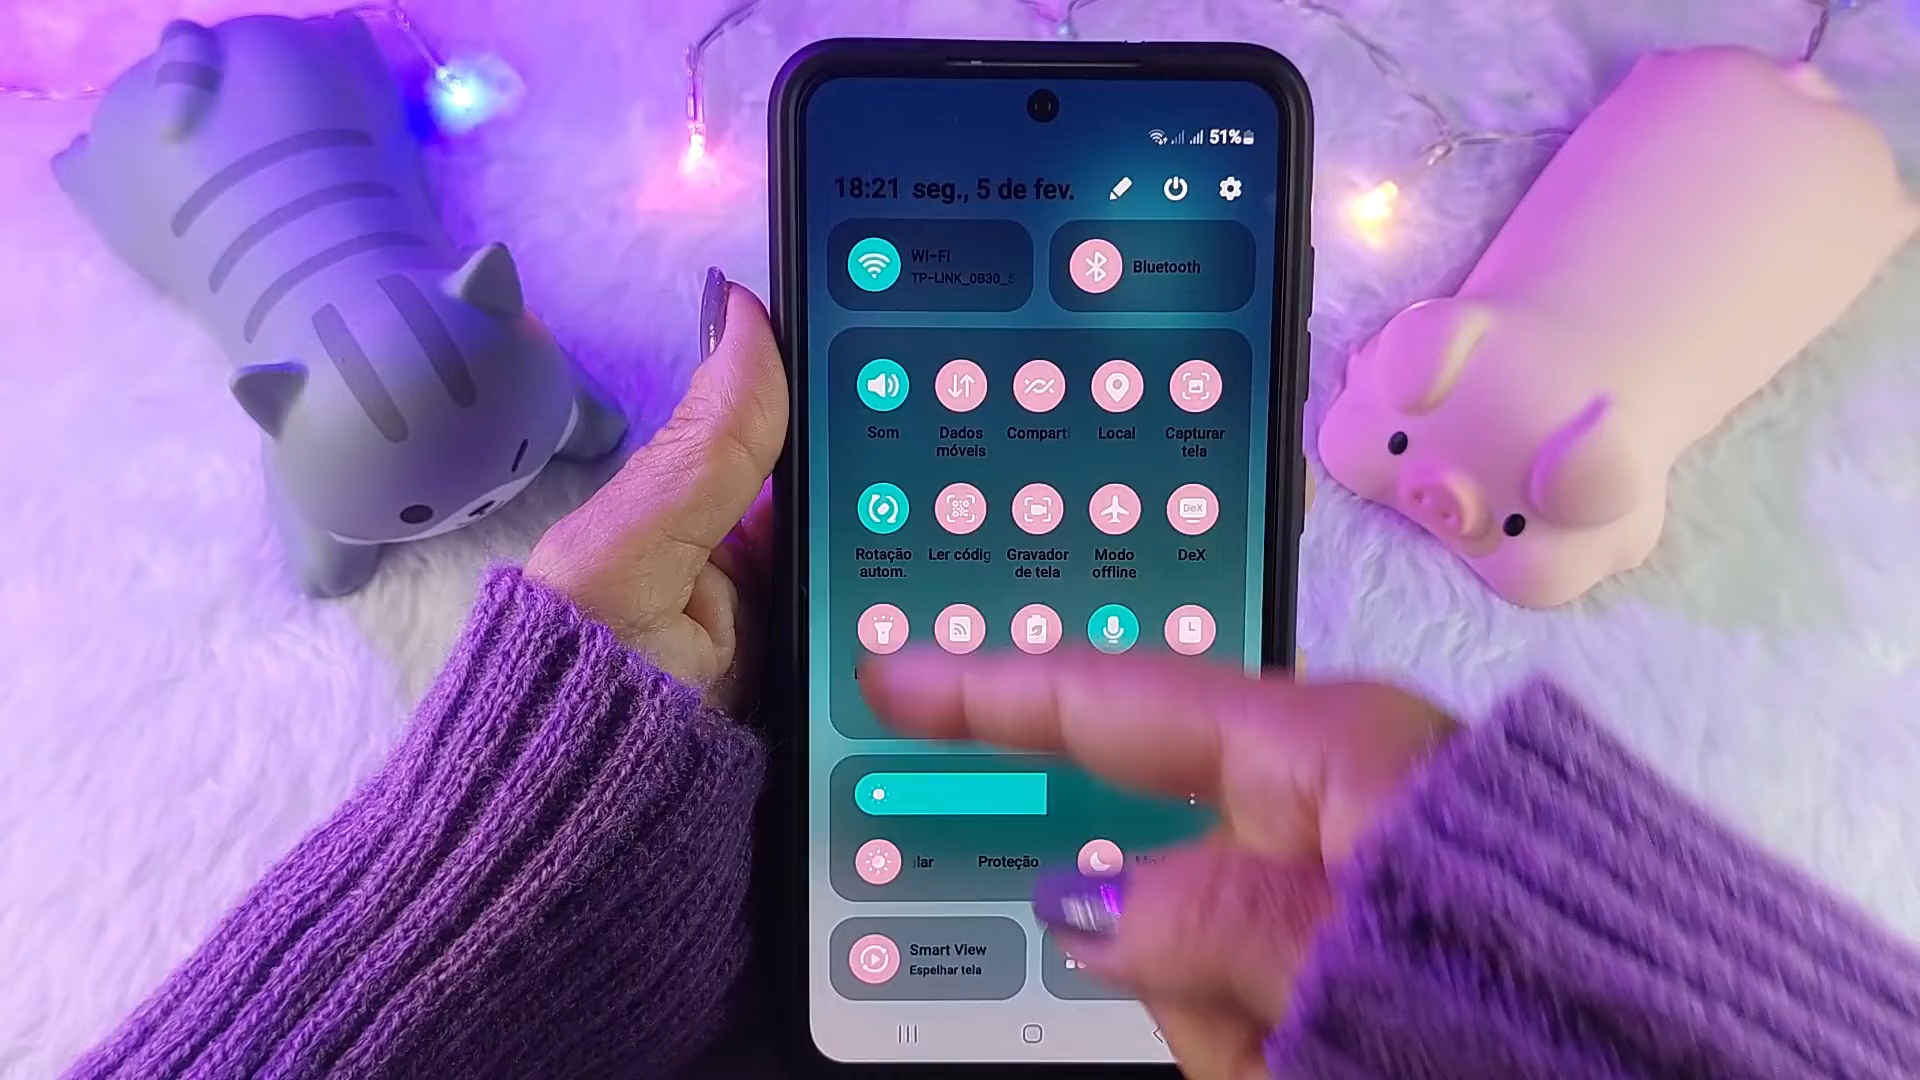 51%
18:21 seg., 5 de fev.
Wi-Fi
TP-LINK_0B30_5
Bluetooth
Som
Dados
móveis
Comparti
Local
Capturar
tela
Rotação
autom.
Ler códig
Gravador
de tela
Modo
offline
DeX
DeX
lar
Proteção
Smart View
Espelhar tela